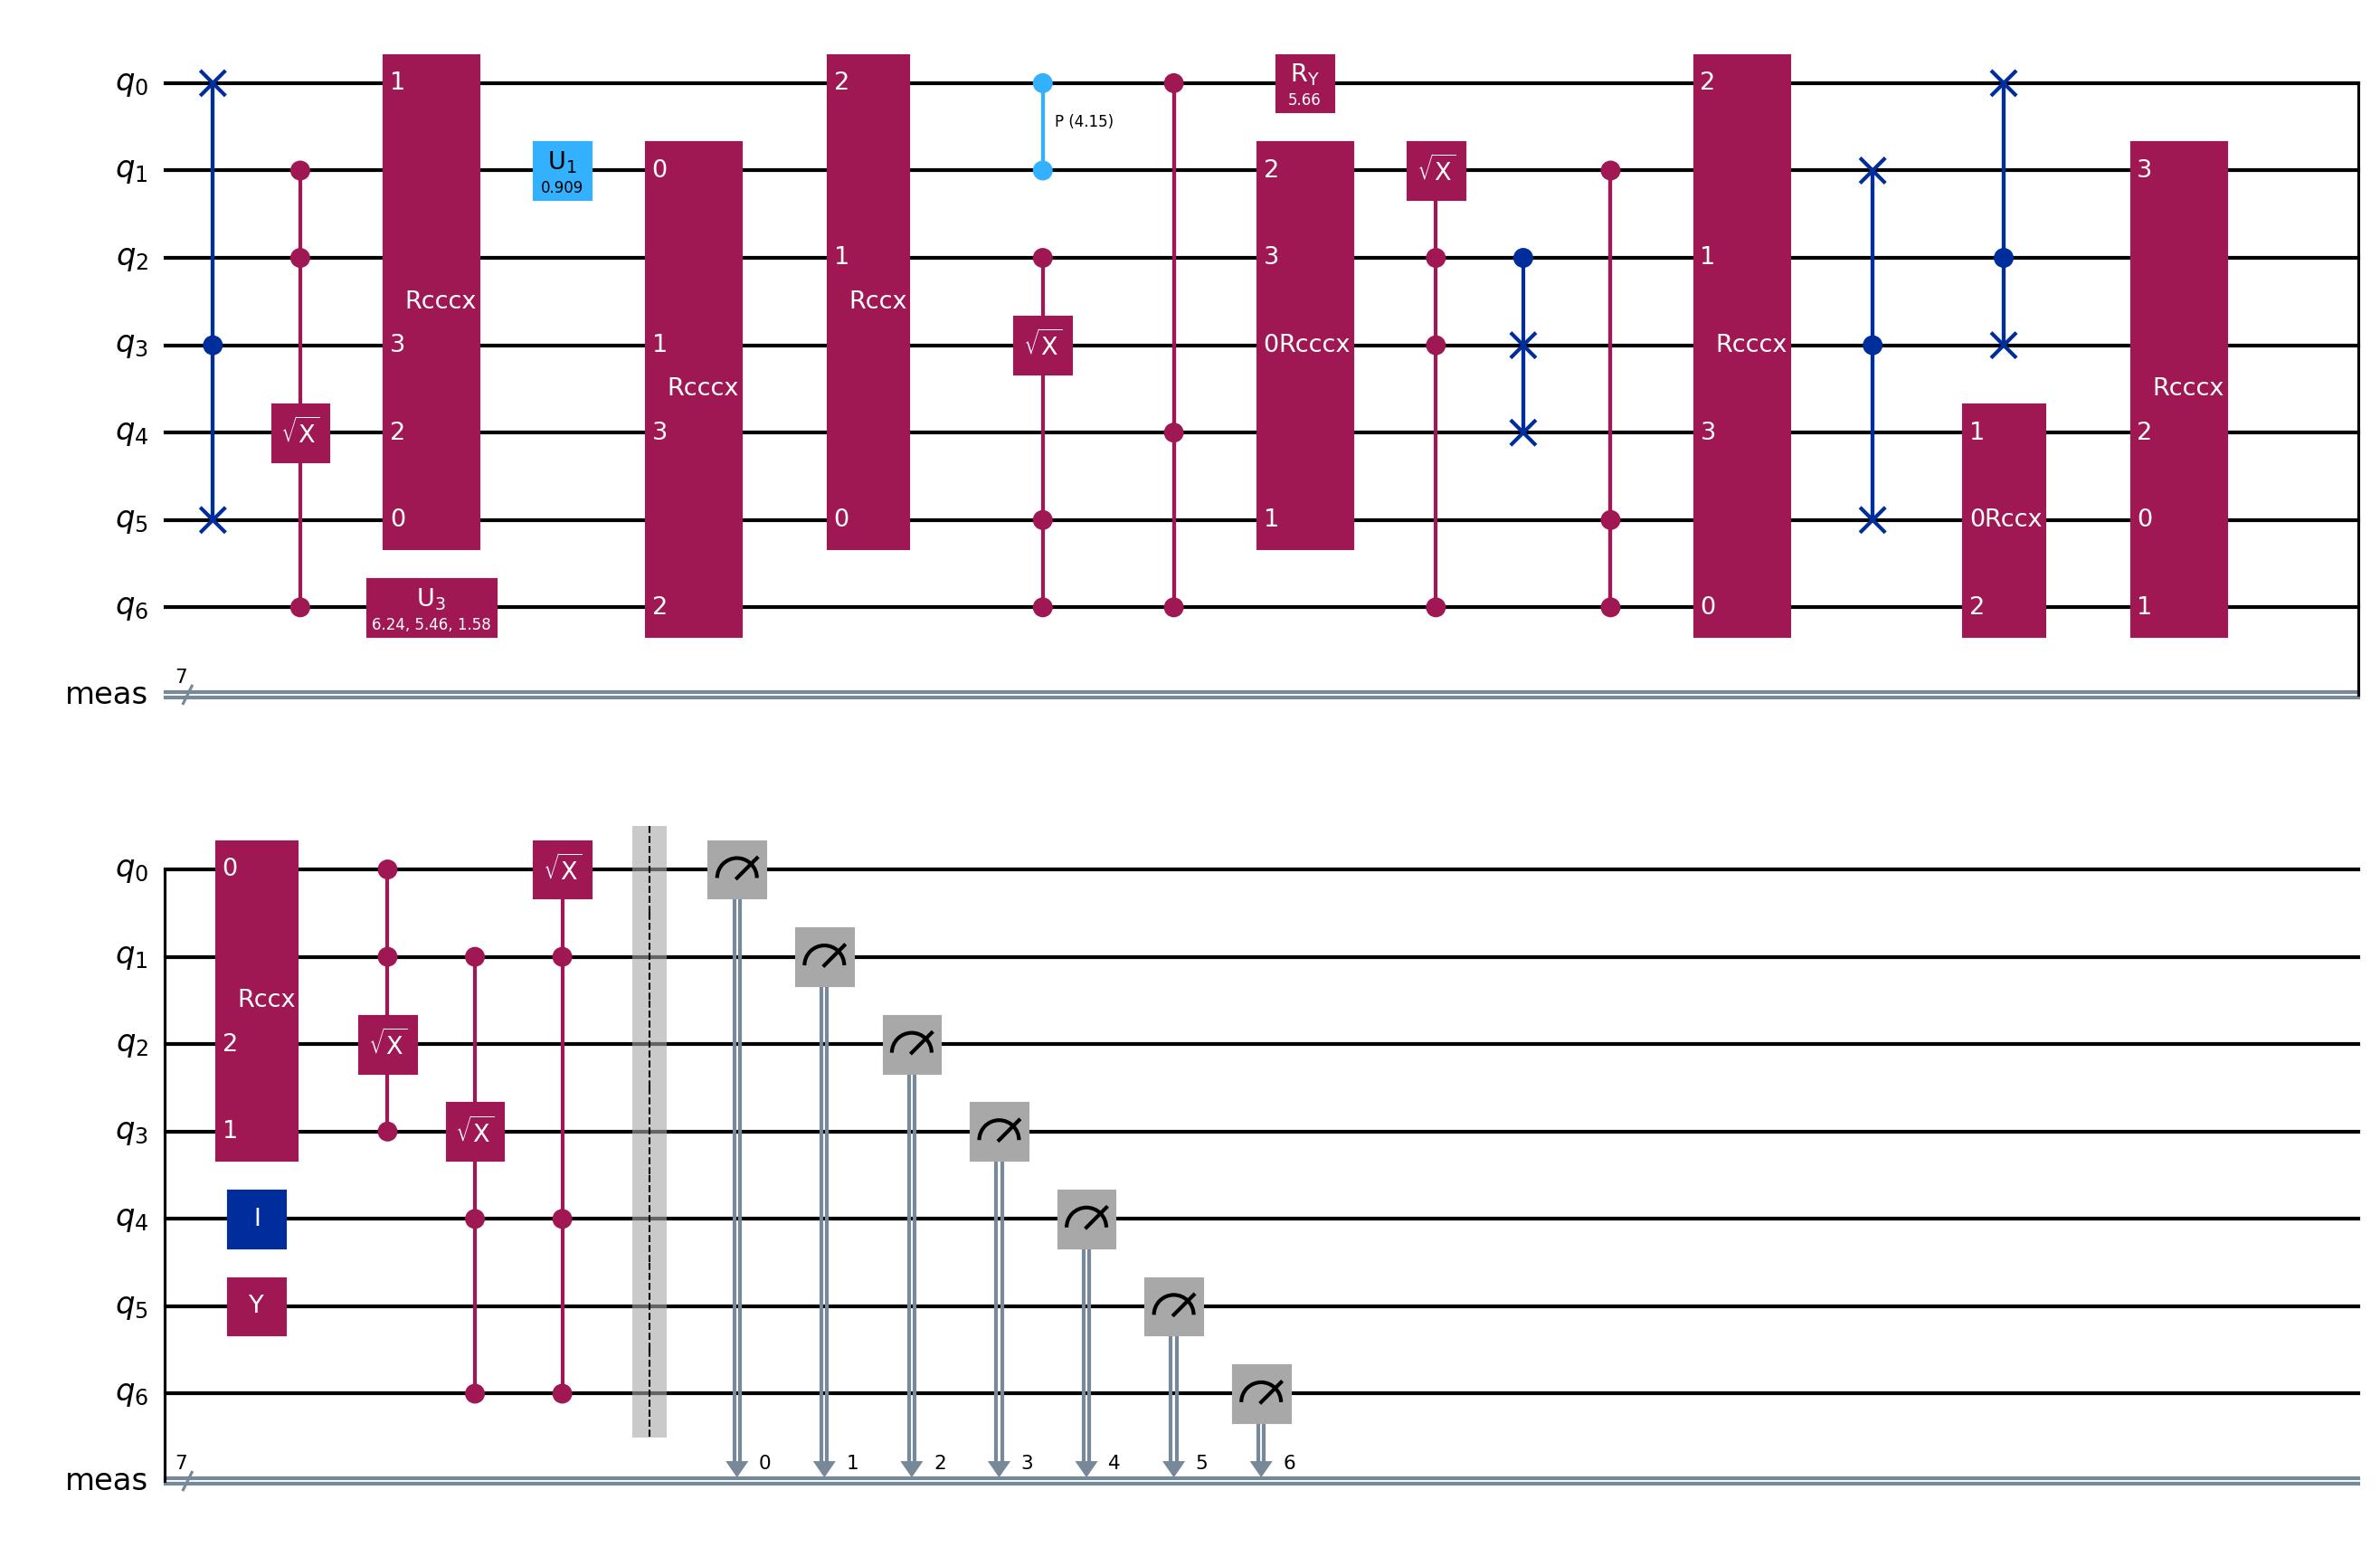 q0 1 2 RY 5.66 2
P (4.15)
q1 U1 0.909 0 2 √X 3
q2 1 3 1
Rcccx Rccx
q3 3 1 √X 0Rcccx Rcccx
Rcccx Rcccx
q4 √X 2 3 3 1 2
q5 0 0 1 0Rccx 0
q6 U3 6.24, 5.46, 1.58 2 0 2 1
meas 7
q0 0 √X
q1
Rccx
q2 2 √X
q3 1 √X
q4 I
q5 Y
q6
meas 7 0 1 2 3 4 5 6